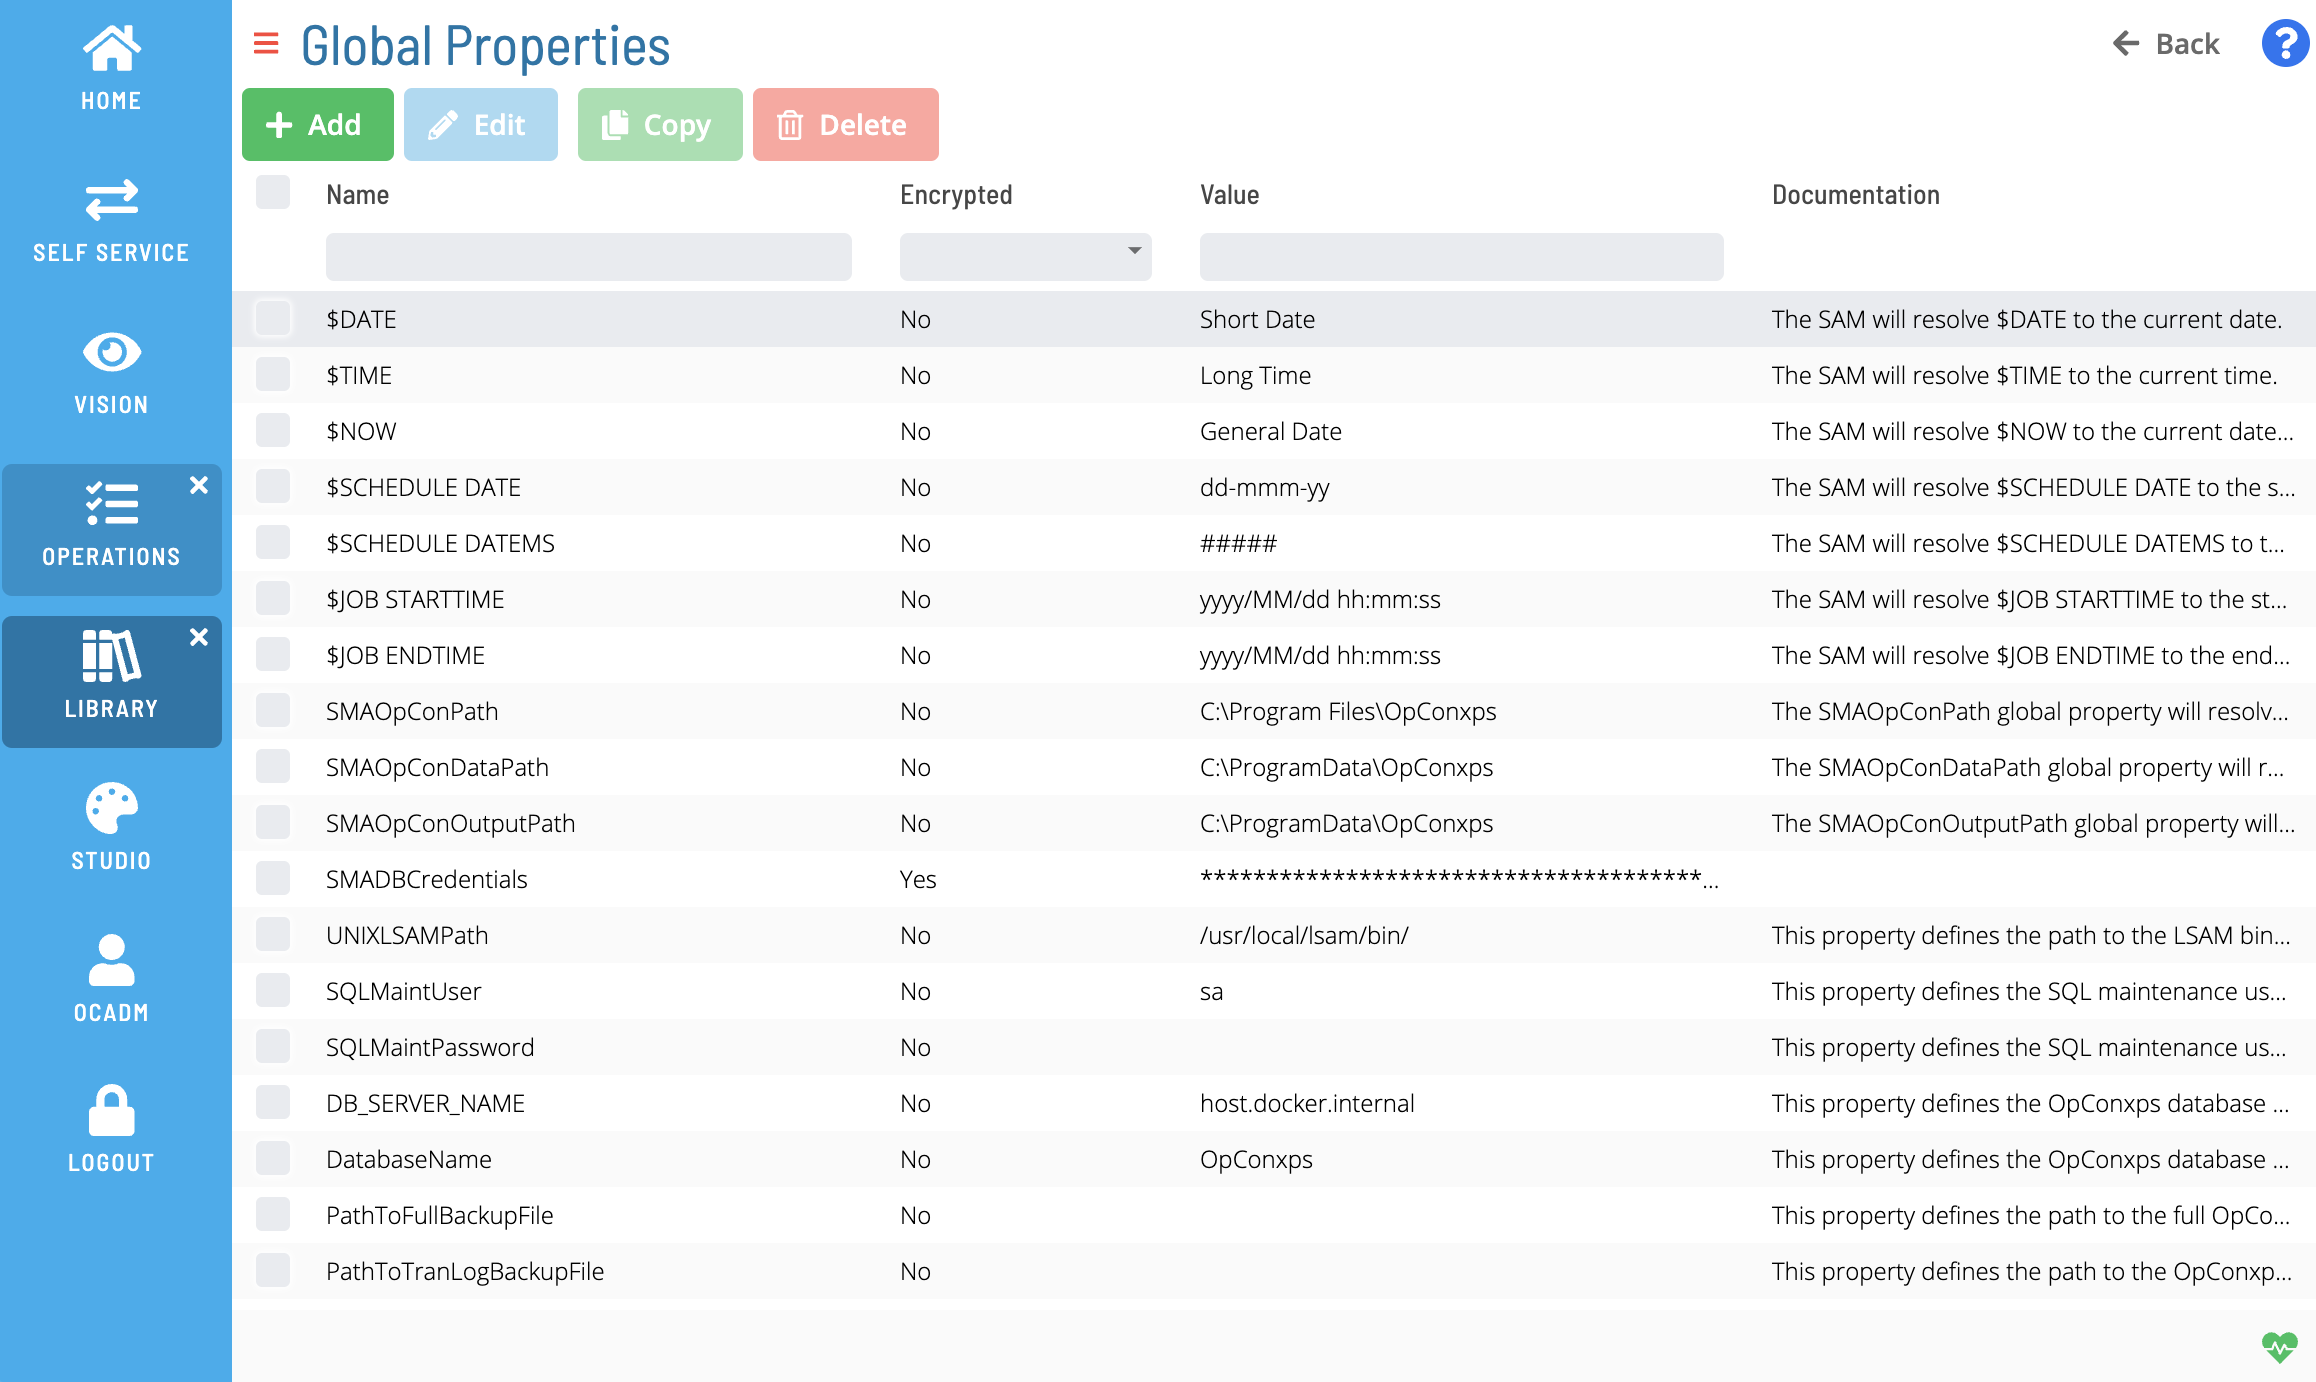 HOME
SELF SERVICE
VISION
OPERATIONS
LIBRARY
STUDIO
OCADM
LOGOUT
Global Properties
Back
?
Add Edit Copy Delete
Name Encrypted Value Documentation
$DATE No Short Date The SAM will resolve $DATE to the current date.
$TIME No Long Time The SAM will resolve $TIME to the current time.
$NOW No General Date The SAM will resolve $NOW to the current date...
$SCHEDULE DATE No dd-mmm-yy The SAM will resolve $SCHEDULE DATE to the s...
$SCHEDULE DATEMS No ##### The SAM will resolve $SCHEDULE DATEMS to t...
$JOB STARTTIME No yyyy/MM/dd hh:mm:ss The SAM will resolve $JOB STARTTIME to the st...
$JOB ENDTIME No yyyy/MM/dd hh:mm:ss The SAM will resolve $JOB ENDTIME to the end...
SMAOpConPath No C:\Program Files\OpConxps The SMAOpConPath global property will resolv...
SMAOpConDataPath No C:\ProgramData\OpConxps The SMAOpConDataPath global property will r...
SMAOpConOutputPath No C:\ProgramData\OpConxps The SMAOpConOutputPath global property will...
SMADBCredentials Yes **************************************...
UNIXLSAMPath No /usr/local/lsam/bin/ This property defines the path to the LSAM bin...
SQLMaintUser No sa This property defines the SQL maintenance us...
SQLMaintPassword No This property defines the SQL maintenance us...
DB_SERVER_NAME No host.docker.internal This property defines the OpConxps database ...
DatabaseName No OpConxps This property defines the OpConxps database ...
PathToFullBackupFile No This property defines the path to the full OpCo...
PathToTranLogBackupFile No This property defines the path to the OpConxp...